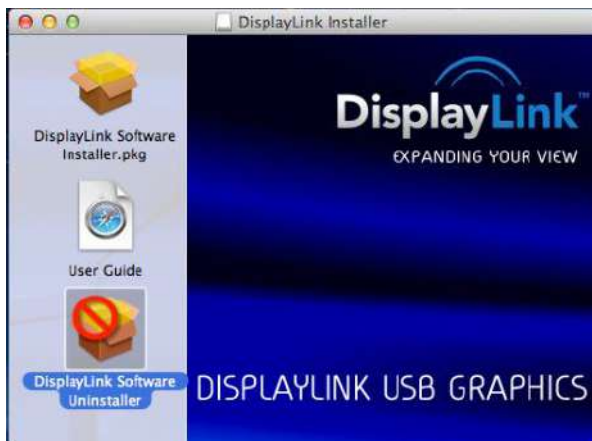 DisplayLink Installer
DisplayLink Software
Installer.pkg
User Guide
DisplayLink Software
Uninstaller
DisplayLink™
EXPANDING YOUR VIEW
DISPLAYLINK USB GRAPHICS